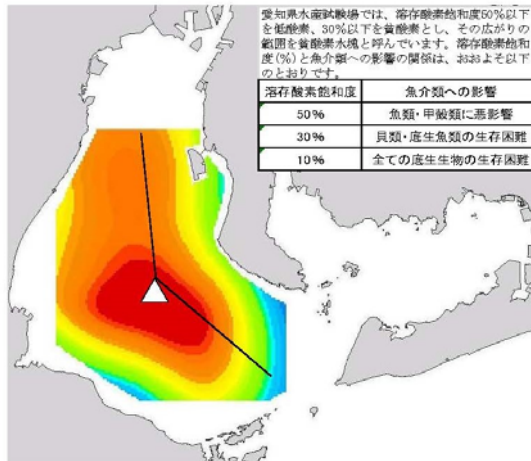 愛知県水産試験場では、溶存酸素飽和度50%以下
を低酸素、30%以下を貧酸素とし、その広がりの
範囲を貧酸素水塊と呼んでいます。溶存酸素飽和
度(%)と魚介類への影響の関係は、おおよそ以下
のとおりです。
溶存酸素飽和度 魚介類への影響
50% 魚類・甲殻類に悪影響
30% 貝類・底生魚類の生存困難
10% 全ての底生生物の生存困難